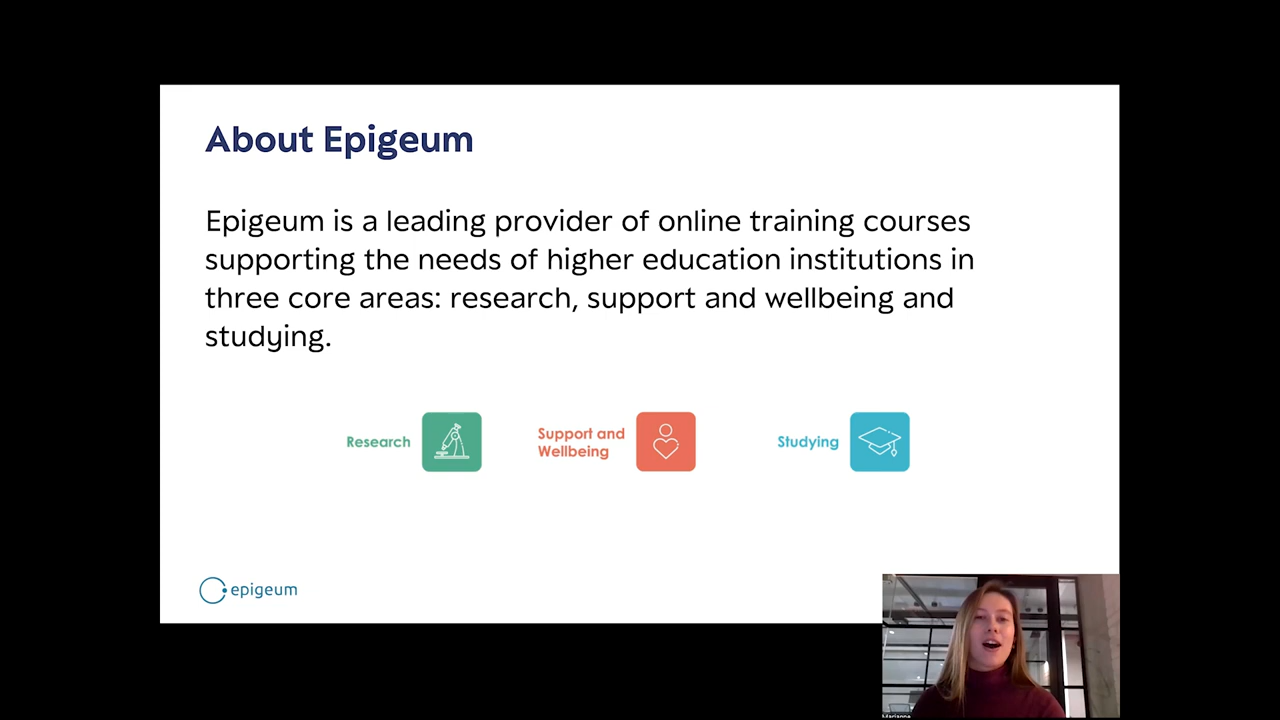 About Epigeum
Epigeum is a leading provider of online training courses
supporting the needs of higher education institutions in
three core areas: research, support and wellbeing and
studying.
Research
Support and
Wellbeing
Studying
epigeum
Marianne